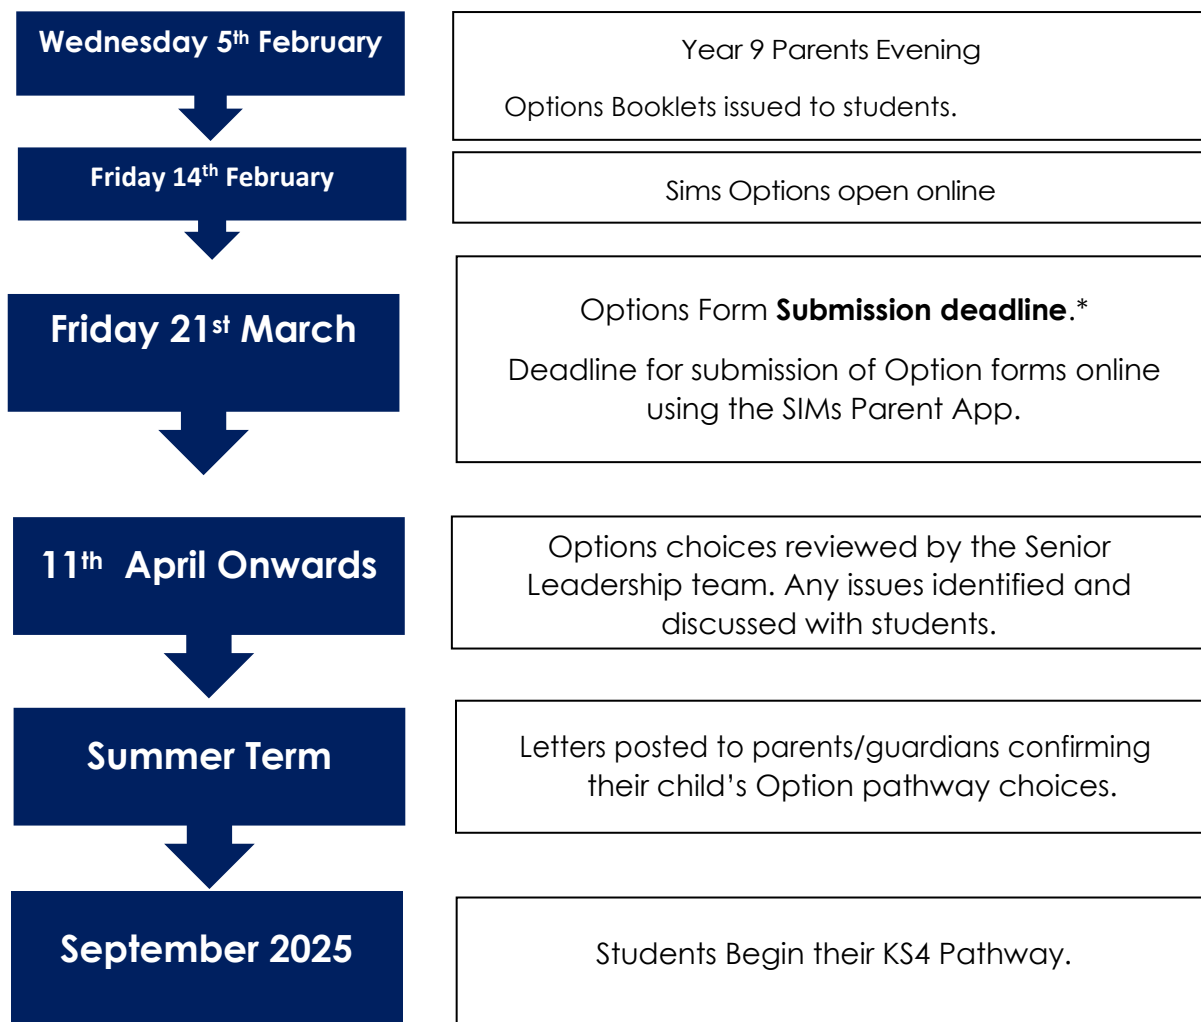 Wednesday 5th February
Year 9 Parents Evening
Options Booklets issued to students.
Friday 14th February
Sims Options open online
Friday 21st March
Options Form Submission deadline.*
Deadline for submission of Option forms online
using the SIMs Parent App.
11th April Onwards
Options choices reviewed by the Senior
Leadership team. Any issues identified and
discussed with students.
Summer Term
Letters posted to parents/guardians confirming
their child’s Option pathway choices.
September 2025
Students Begin their KS4 Pathway.